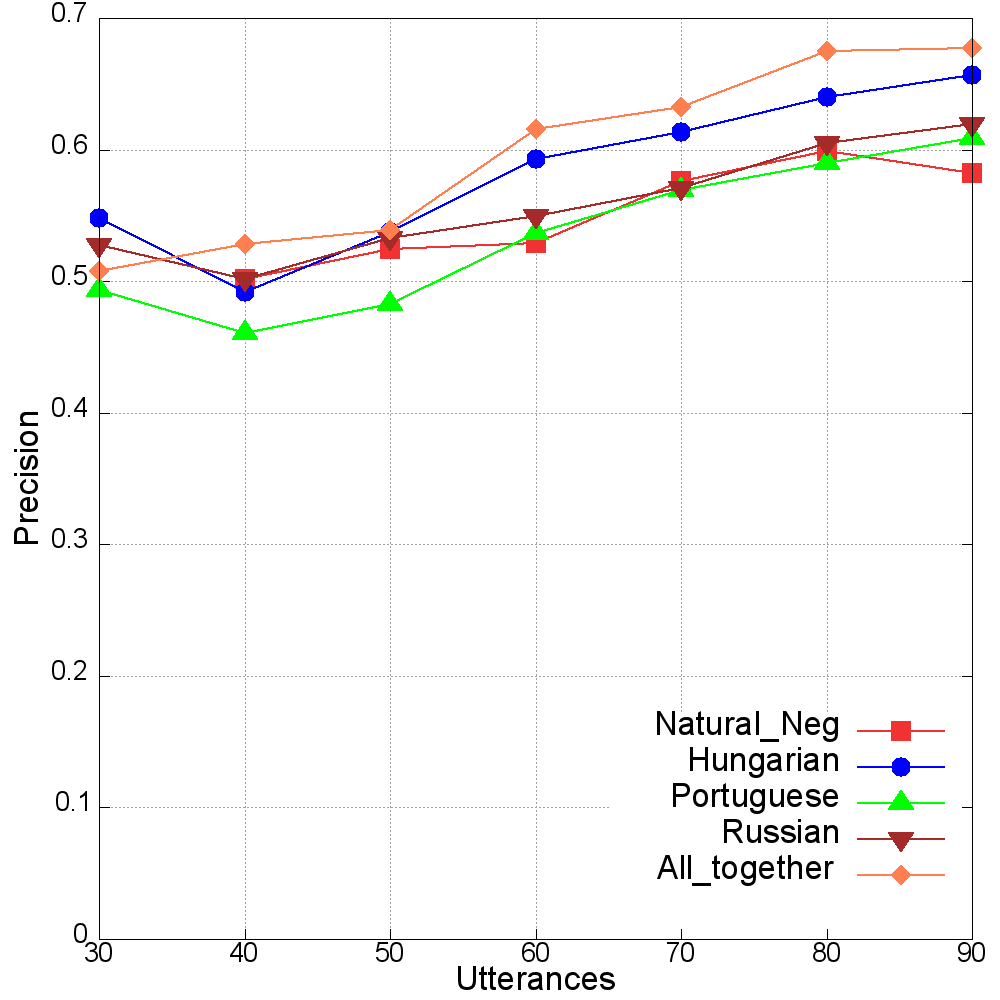 0.7
0.6
0.5
0.4
0.3
0.2
0.1
0
Precision
30 40 50 60 70 80 90
Utterances
Natural_Neg
Hungarian
Portuguese
Russian
All_together